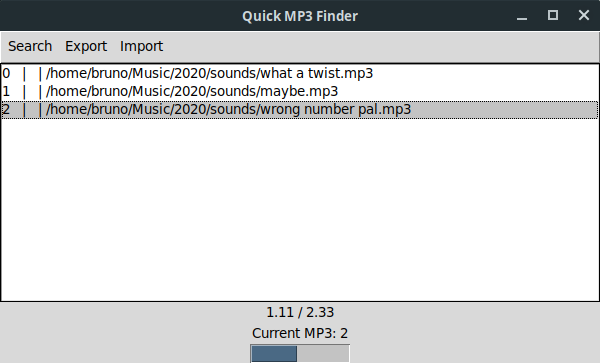 Quick MP3 Finder
Search Export Import
0 | |/home/bruno/Music/2020/sounds/what a twist.mp3
1 | |/home/bruno/Music/2020/sounds/maybe.mp3
2 | |/home/bruno/Music/2020/sounds/wrong number pal.mp3
1.11 / 2.33
Current MP3: 2